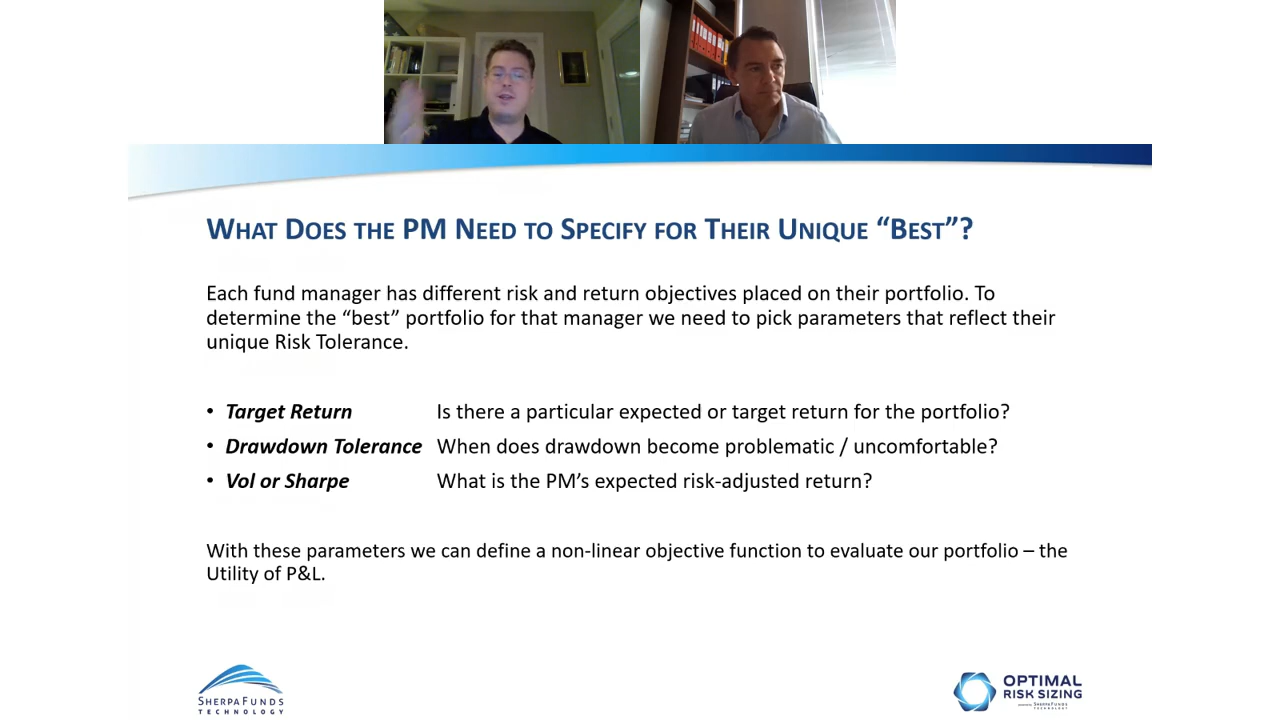 WHAT DOES THE PM NEED TO SPECIFY FOR THEIR UNIQUE “BEST”?
Each fund manager has different risk and return objectives placed on their portfolio. To
determine the “best” portfolio for that manager we need to pick parameters that reflect their
unique Risk Tolerance.
• Target Return Is there a particular expected or target return for the portfolio?
• Drawdown Tolerance When does drawdown become problematic / uncomfortable?
• Vol or Sharpe What is the PM’s expected risk-adjusted return?
With these parameters we can define a non-linear objective function to evaluate our portfolio – the
Utility of P&L.
SHERPAFUNDS
TECHNOLOGY
OPTIMAL
RISK SIZING